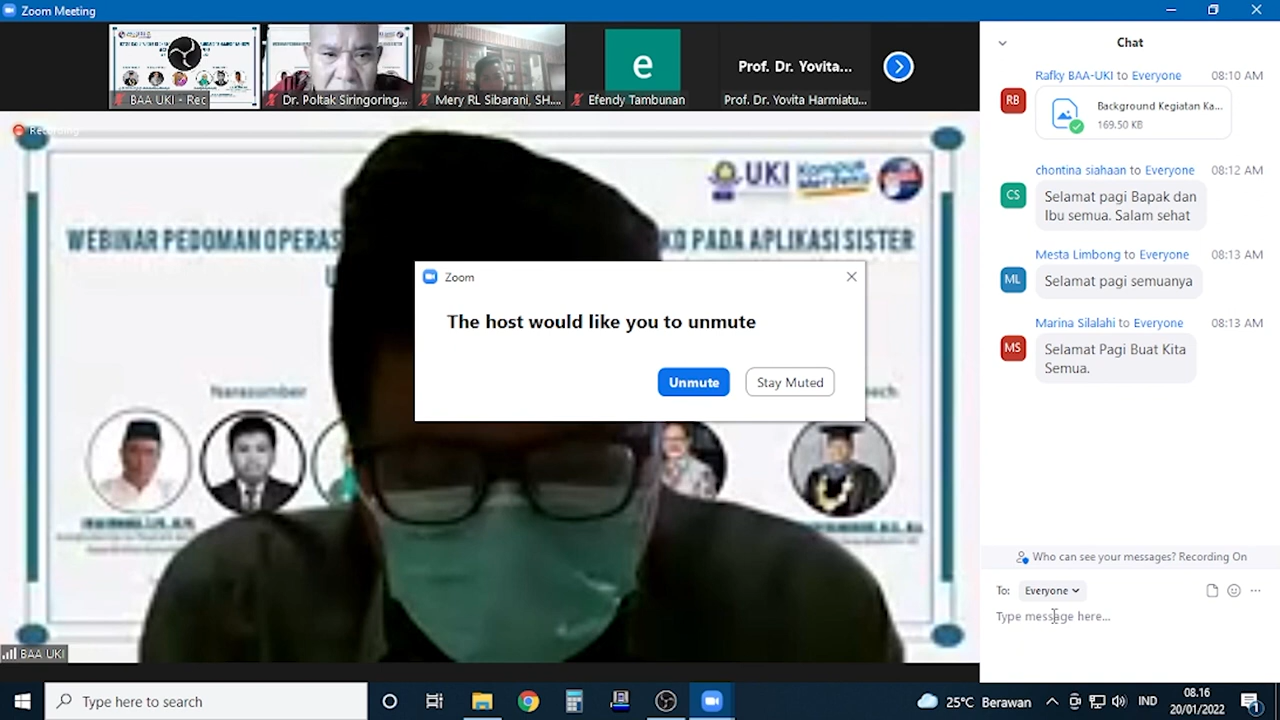 Zoom Meeting
BAA UKI - Rec
Dr. Poltak Siringoring...
Mery RL Sibarani, SH....
e
Efendy Tambunan
Prof. Dr. Yovita...
Prof. Dr. Yovita Harmiatu...
Recording
UKI
WEBINAR PEDOMAN OPERAS
KD PADA APLIKASI SISTER
Narasumber
Zoom
The host would like you to unmute
Unmute
Stay Muted
BAA UKI
Chat
Rafky BAA-UKI to Everyone 08:10 AM
RB
Background Kegiatan Ka...
169.50 KB
chontina siahaan to Everyone 08:12 AM
CS
Selamat pagi Bapak dan
Ibu semua. Salam sehat
Mesta Limbong to Everyone 08:13 AM
ML
Selamat pagi semuanya
Marina Silalahi to Everyone 08:13 AM
MS
Selamat Pagi Buat Kita
Semua.
Who can see your messages? Recording On
To: Everyone
Type message here...
Type here to search
25°C Berawan
IND
08.16
20/01/2022
1